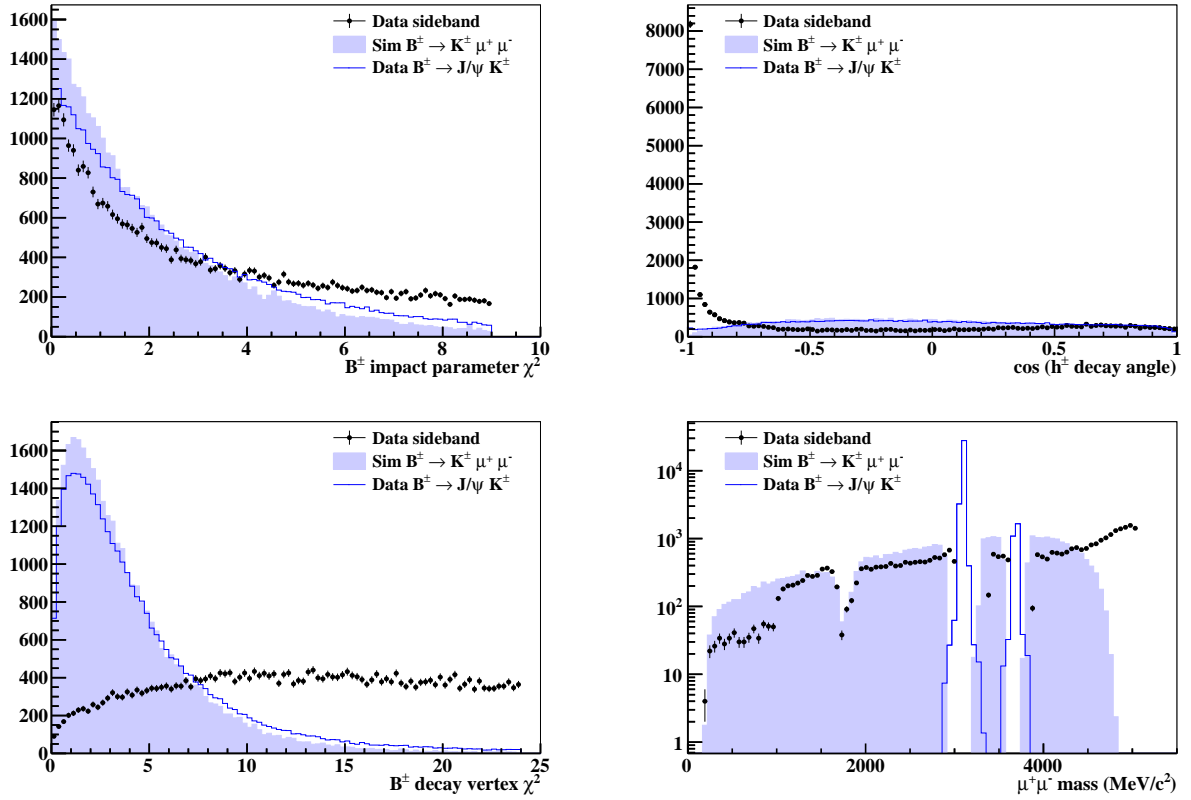 1600
1400
1200
1000
800
600
400
200
0
0 2 4 6 8 10
B± impact parameter χ²
Data sideband
Sim B± → K± μ+ μ-
Data B± → J/ψ K±
8000
7000
6000
5000
4000
3000
2000
1000
0
-1 -0.5 0 0.5 1
cos (h± decay angle)
Data sideband
Sim B± → K± μ+ μ-
Data B± → J/ψ K±
1600
1400
1200
1000
800
600
400
200
0
0 5 10 15 20 25
B± decay vertex χ²
Data sideband
Sim B± → K± μ+ μ-
Data B± → J/ψ K±
10⁴
10³
10²
10
1
0 2000 4000
μ+μ- mass (MeV/c²)
Data sideband
Sim B± → K± μ+ μ-
Data B± → J/ψ K±